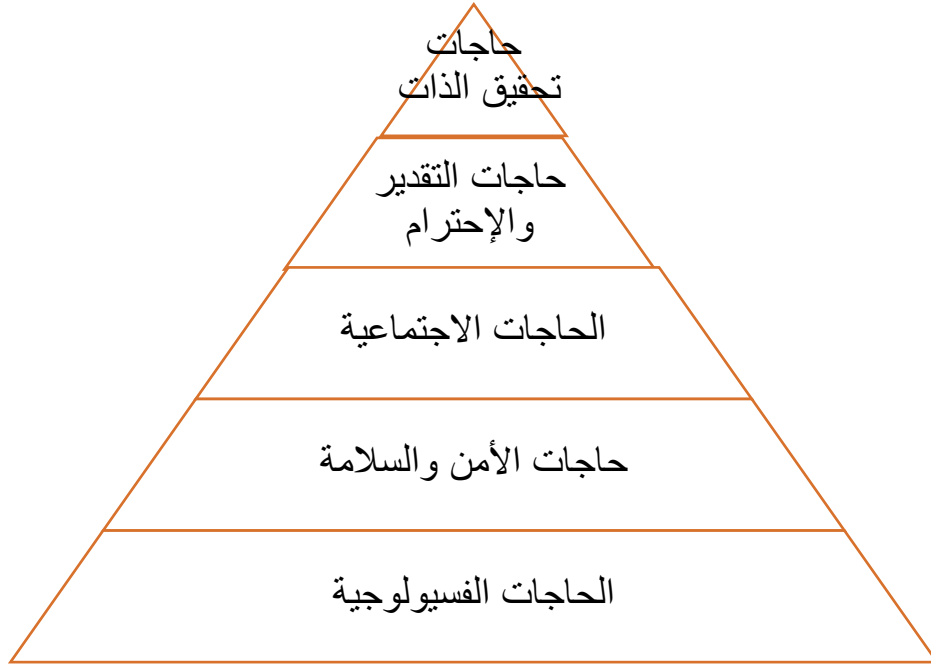 حاجات
تحقيق الذات
حاجات التقدير
والإحترام
الحاجات الاجتماعية
حاجات الأمن والسلامة
الحاجات الفسيولوجية